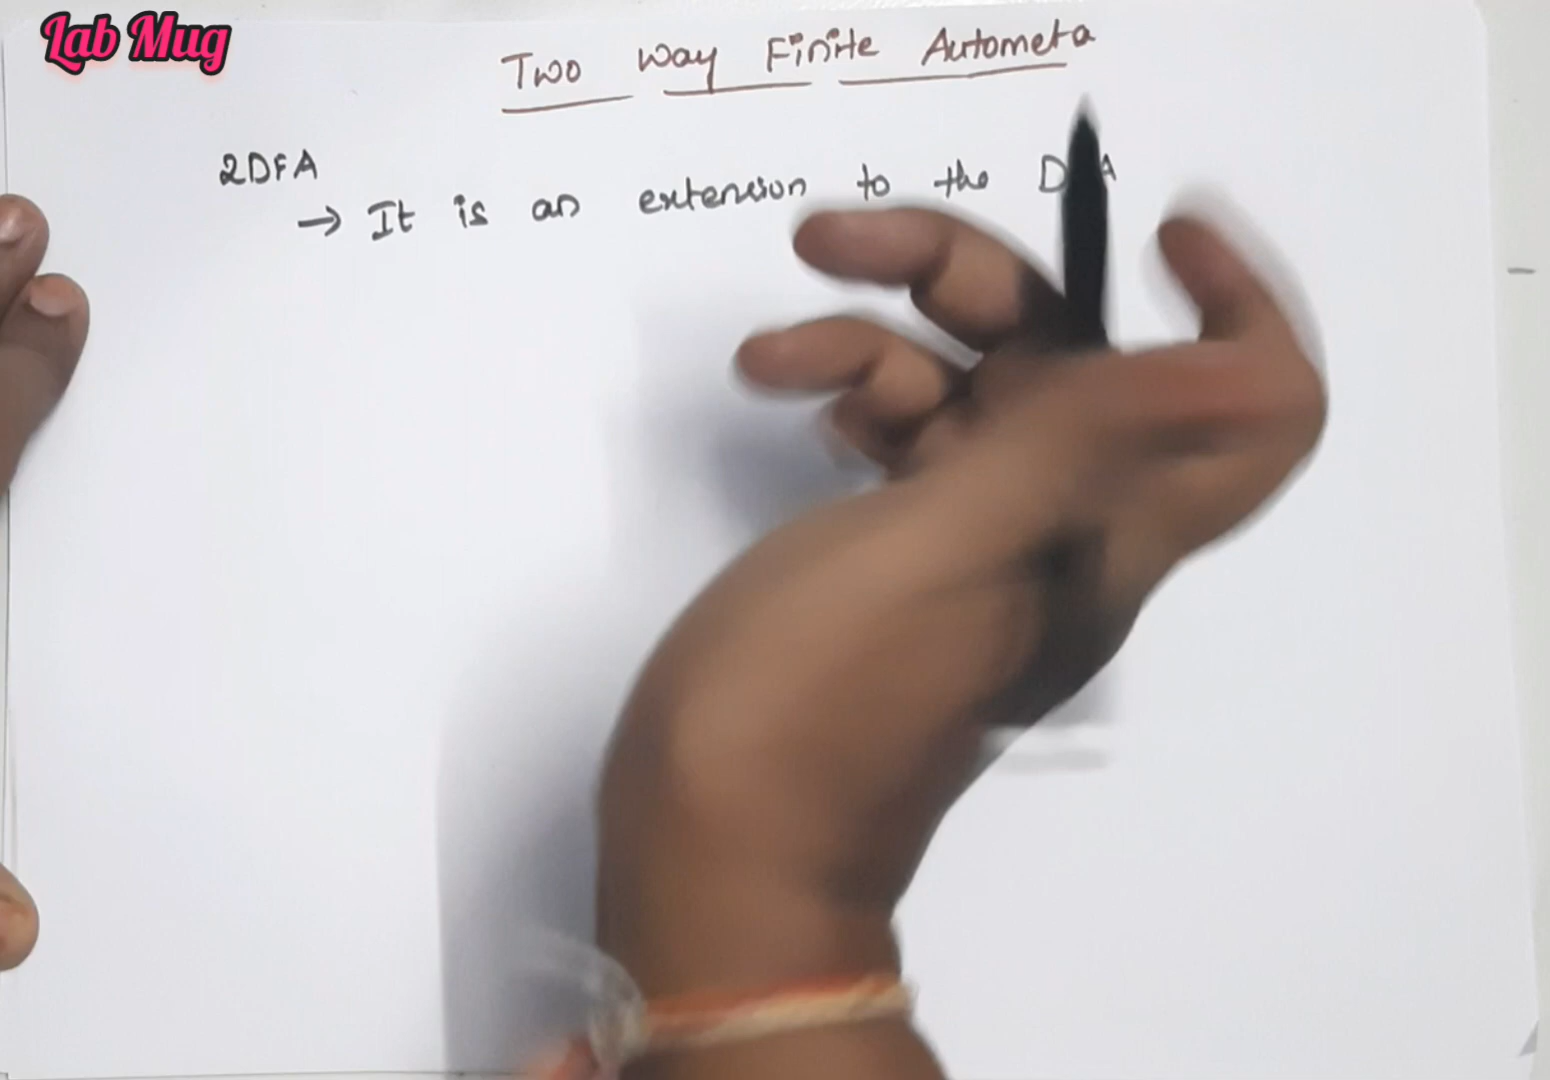 Lab Mug
Two Way Finite Autometa
2DFA
→ It is an extension to the